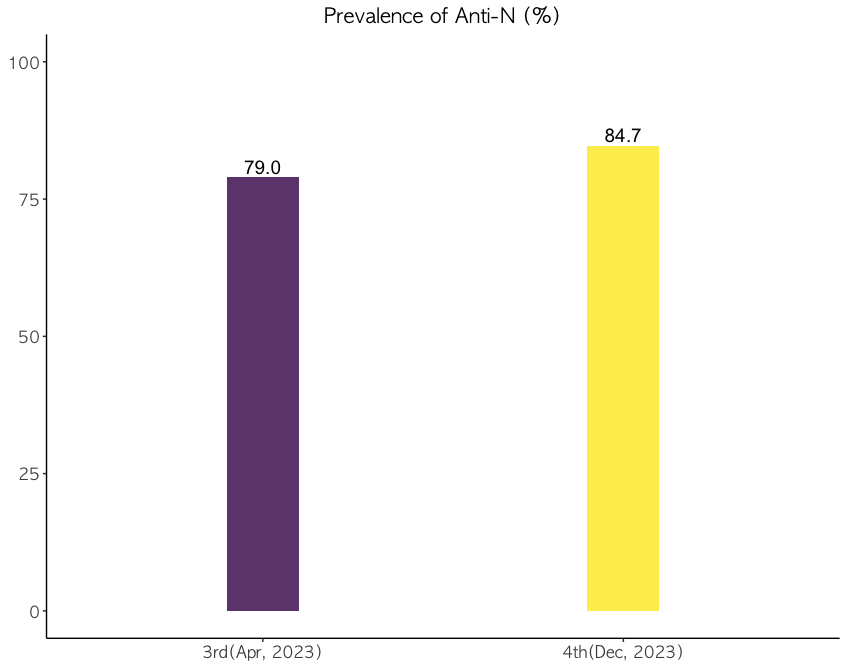 Prevalence of Anti-N (%)
100
75
50
25
0
79.0
84.7
3rd(Apr, 2023)
4th(Dec, 2023)